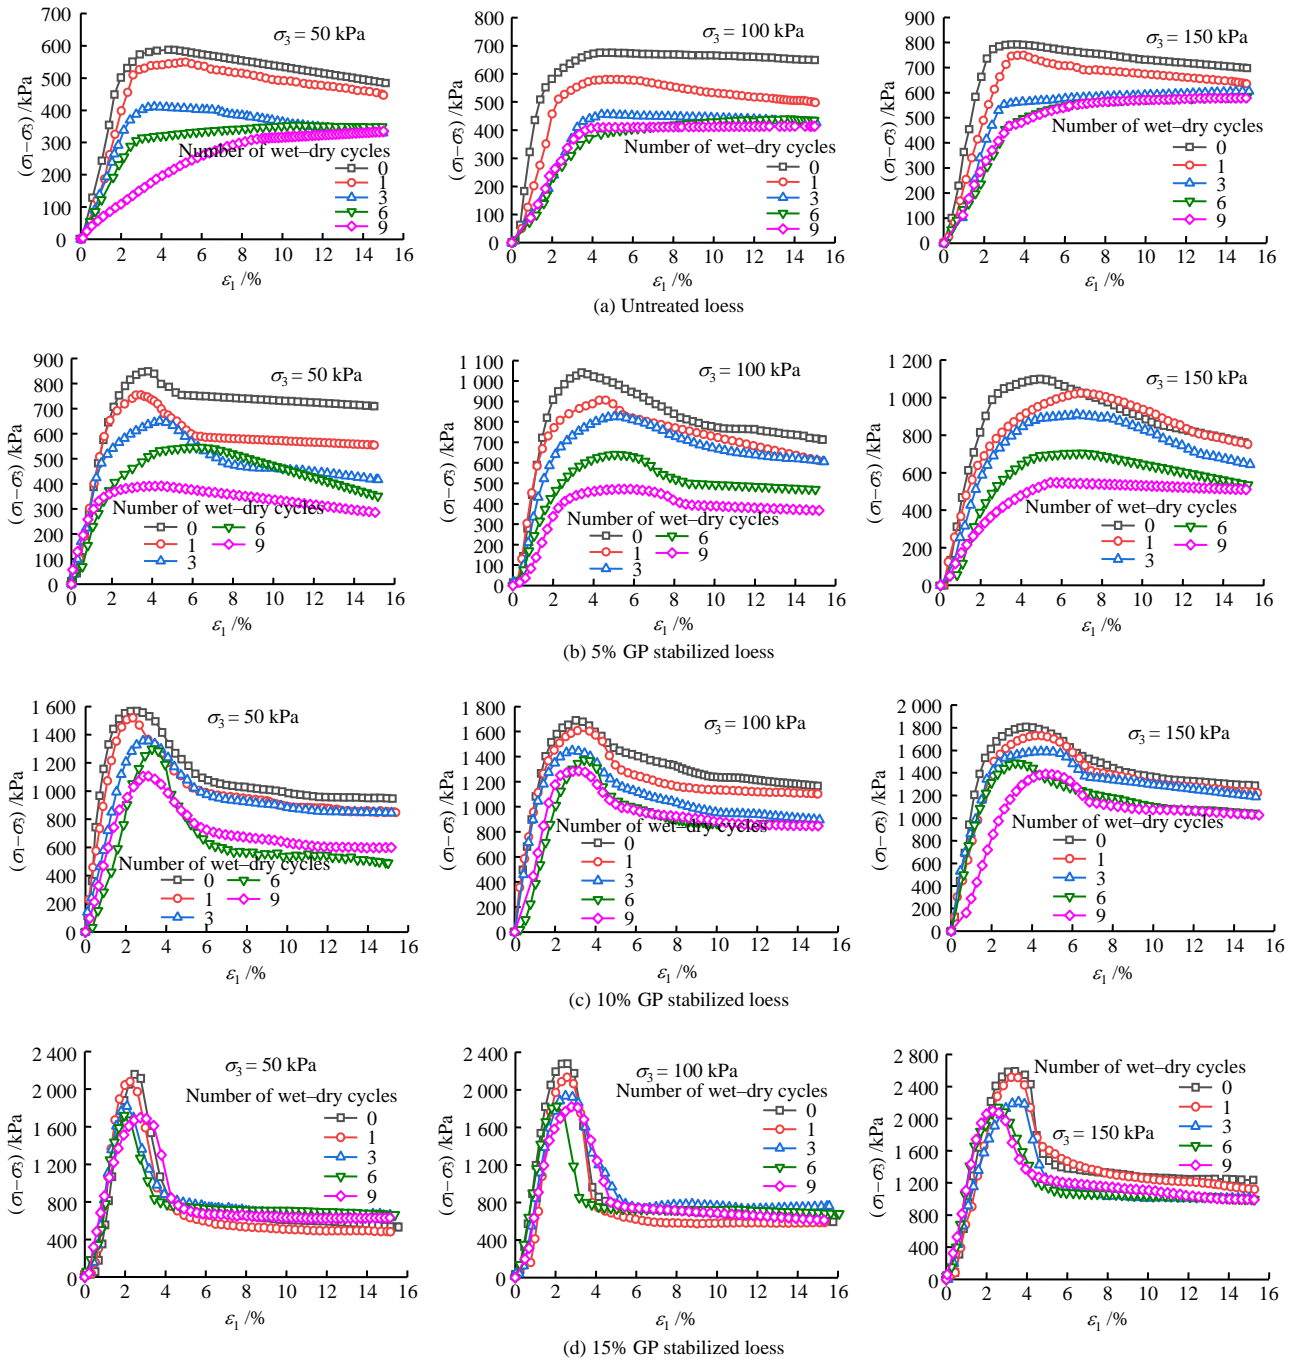 700
600
500
400
300
200
100
0
(σ1−σ3) /kPa
σ3 = 50 kPa
Number of wet–dry cycles
0
1
3
6
9
0 2 4 6 8 10 12 14 16
ε1 /%
800
700
600
500
400
300
200
100
0
(σ1−σ3) /kPa
σ3 = 100 kPa
Number of wet–dry cycles
0
1
3
6
9
0 2 4 6 8 10 12 14 16
ε1 /%
900
800
700
600
500
400
300
200
100
0
(σ1−σ3) /kPa
σ3 = 150 kPa
Number of wet–dry cycles
0
1
3
6
9
0 2 4 6 8 10 12 14 16
ε1 /%
(a) Untreated loess
900
800
700
600
500
400
300
200
100
0
(σ1−σ3) /kPa
σ3 = 50 kPa
Number of wet–dry cycles
0 6
1 9
3
0 2 4 6 8 10 12 14 16
ε1 /%
1 100
1 000
900
800
700
600
500
400
300
200
100
0
(σ1−σ3) /kPa
σ3 = 100 kPa
Number of wet–dry cycles
0 6
1 9
3
0 2 4 6 8 10 12 14 16
ε1 /%
1 200
1 000
800
600
400
200
0
(σ1−σ3) /kPa
σ3 = 150 kPa
Number of wet–dry cycles
0 6
1 9
3
0 2 4 6 8 10 12 14 16
ε1 /%
(b) 5% GP stabilized loess
1 600
1 400
1 200
1 000
800
600
400
200
0
(σ1−σ3) /kPa
σ3 = 50 kPa
Number of wet–dry cycles
0 6
1 9
3
0 2 4 6 8 10 12 14 16
ε1 /%
1 800
1 600
1 400
1 200
1 000
800
600
400
200
0
(σ1−σ3) /kPa
σ3 = 100 kPa
Number of wet–dry cycles
0
1
3
6
9
0 2 4 6 8 10 12 14 16
ε1 /%
2 000
1 800
1 600
1 400
1 200
1 000
800
600
400
200
0
(σ1−σ3) /kPa
σ3 = 150 kPa
Number of wet–dry cycles
0
1
3
6
9
0 2 4 6 8 10 12 14 16
ε1 /%
(c) 10% GP stabilized loess
2 400
2 000
1 600
1 200
800
400
0
(σ1−σ3) /kPa
σ3 = 50 kPa
Number of wet–dry cycles
0
1
3
6
9
0 2 4 6 8 10 12 14 16
ε1 /%
2 400
2 000
1 600
1 200
800
400
0
(σ1−σ3) /kPa
σ3 = 100 kPa
Number of wet–dry cycles
0
1
3
6
9
0 2 4 6 8 10 12 14 16
ε1 /%
2 800
2 400
2 000
1 600
1 200
800
400
0
(σ1−σ3) /kPa
Number of wet–dry cycles
0
1
3
6
9
σ3 = 150 kPa
0 2 4 6 8 10 12 14 16
ε1 /%
(d) 15% GP stabilized loess